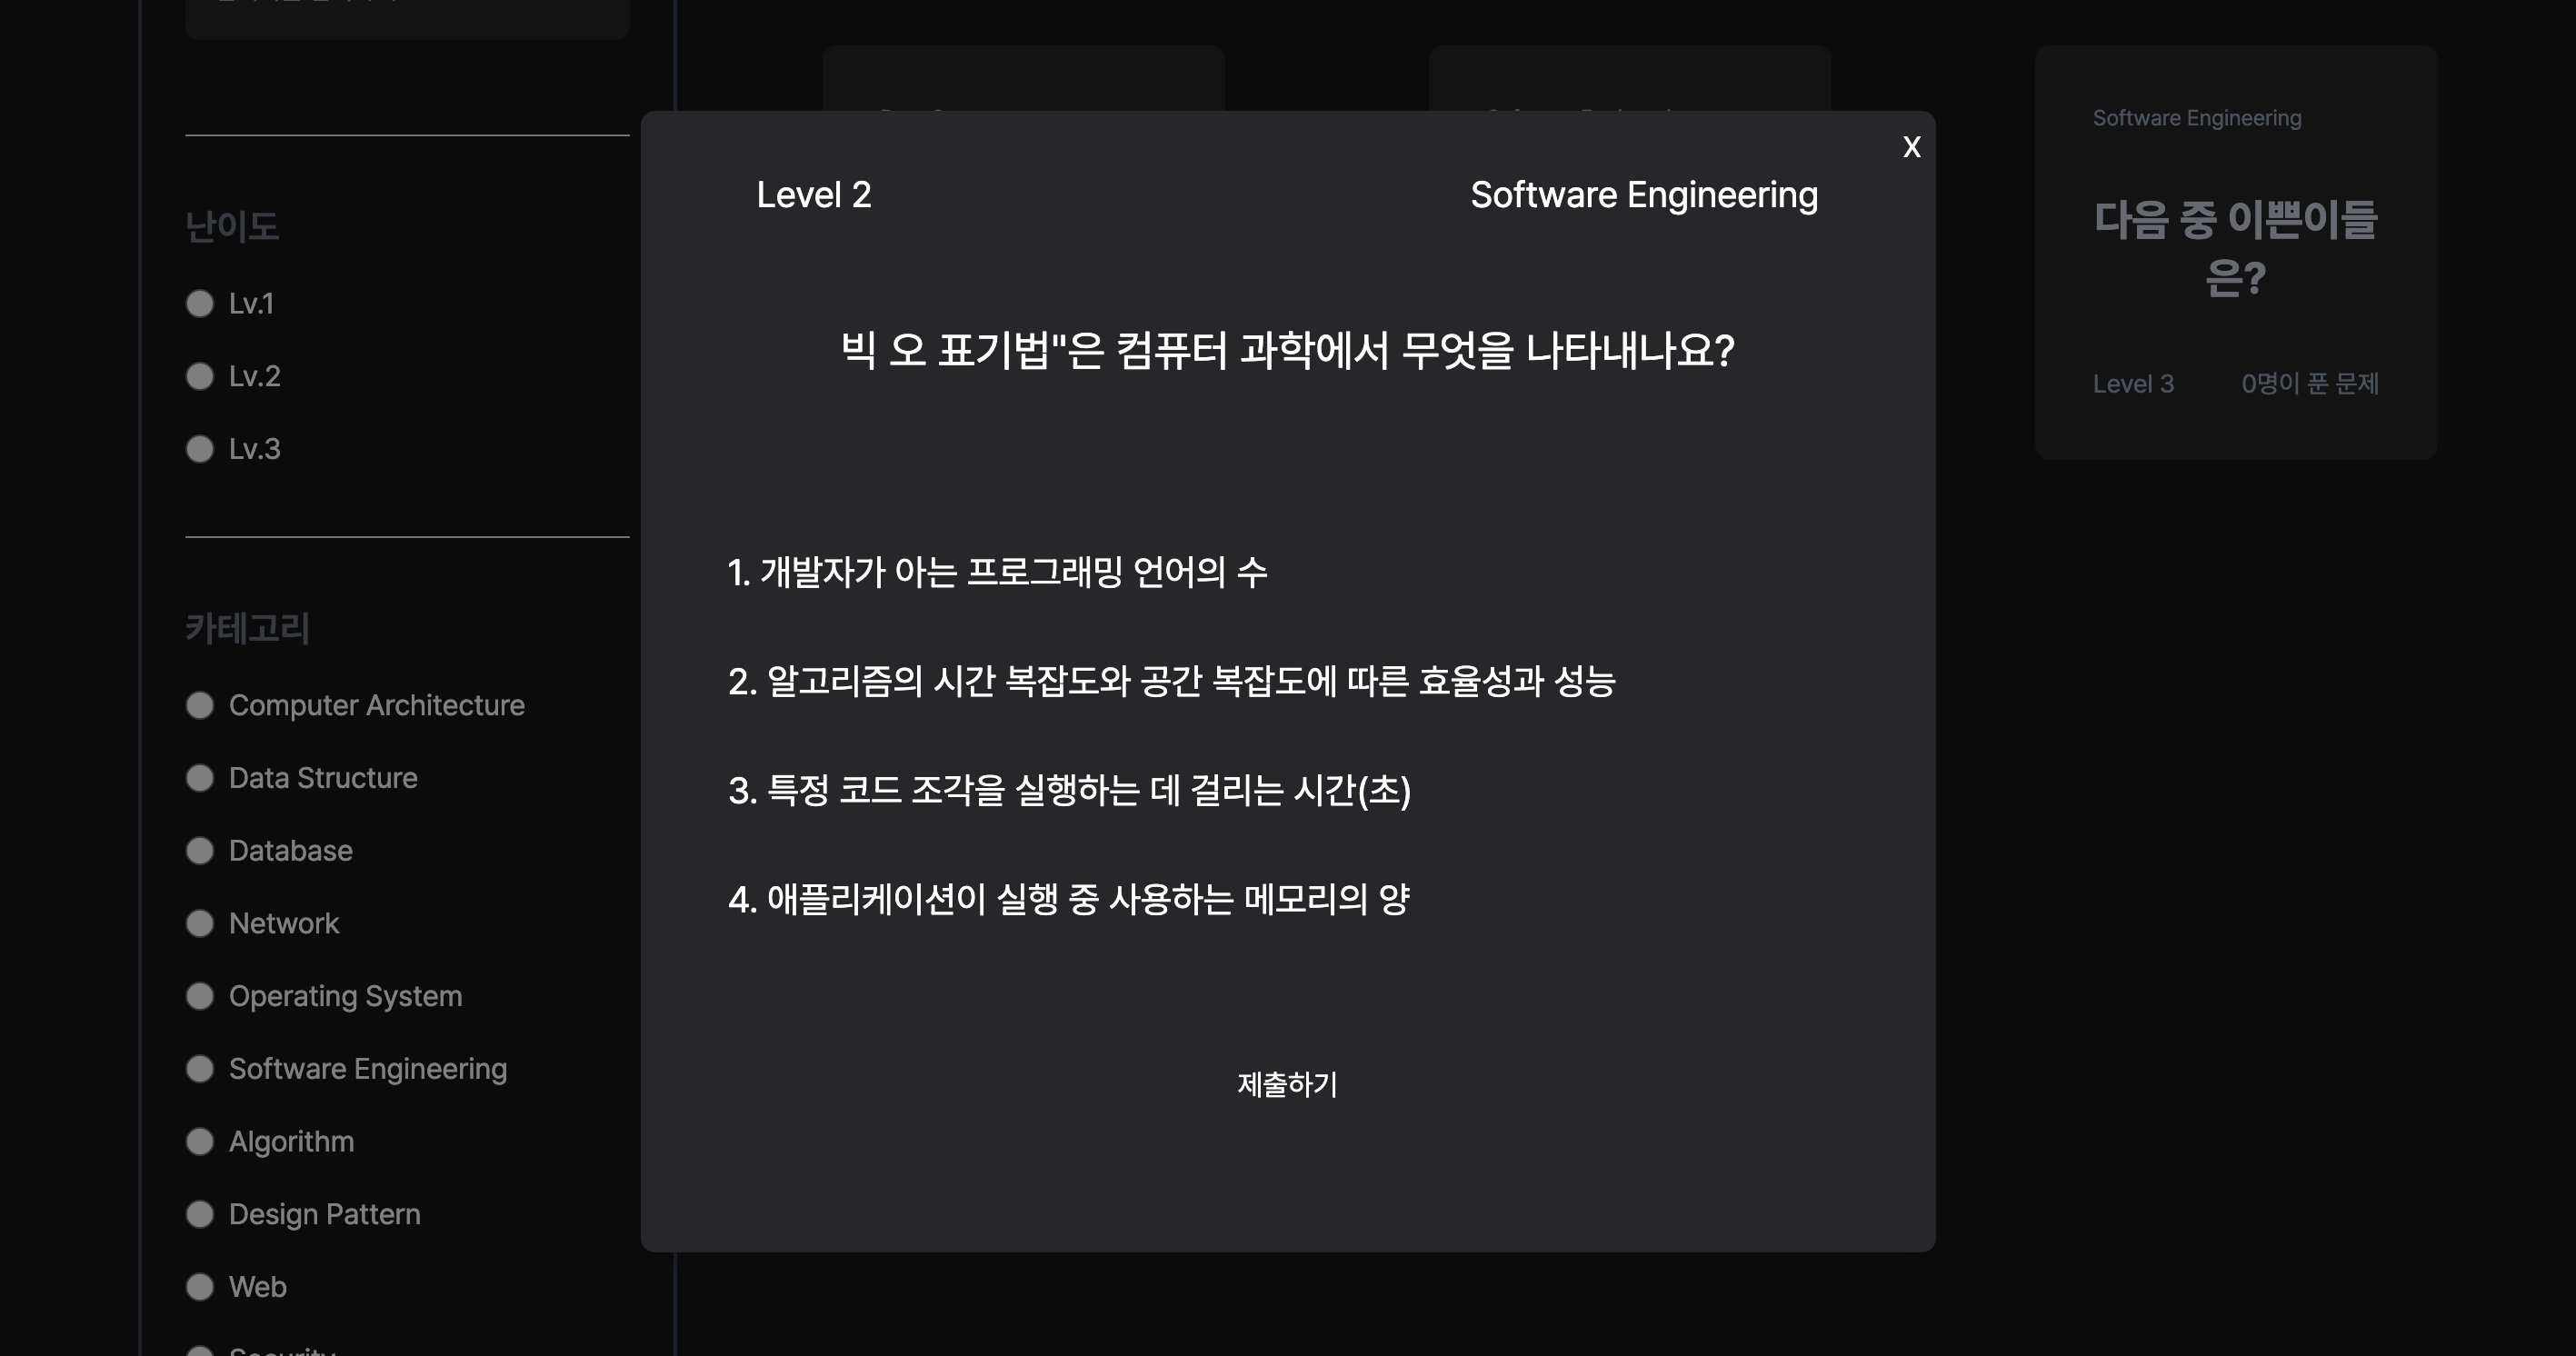 난이도
Lv.1
Lv.2
Lv.3
카테고리
Computer Architecture
Data Structure
Database
Network
Operating System
Software Engineering
Algorithm
Design Pattern
Web
Security
X
Level 2
Software Engineering
빅 오 표기법"은 컴퓨터 과학에서 무엇을 나타내나요?
1. 개발자가 아는 프로그래밍 언어의 수
2. 알고리즘의 시간 복잡도와 공간 복잡도에 따른 효율성과 성능
3. 특정 코드 조각을 실행하는 데 걸리는 시간(초)
4. 애플리케이션이 실행 중 사용하는 메모리의 양
제출하기
Software Engineering
다음 중 이쁜이들
은?
Level 3
0명이 푼 문제